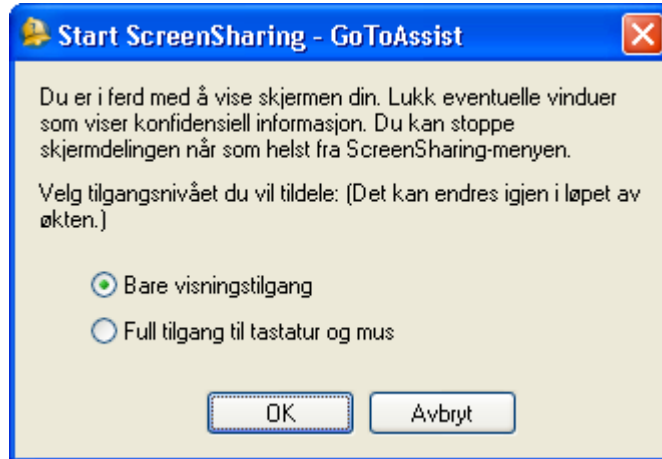 Start ScreenSharing - GoToAssist
Du er i ferd med å vise skjermen din. Lukk eventuelle vinduer
som viser konfidensiell informasjon. Du kan stoppe
skjermdelingen når som helst fra ScreenSharing-menyen.
Velg tilgangsnivået du vil tildele: (Det kan endres igjen i løpet av
økten.)
Bare visningstilgang
Full tilgang til tastatur og mus
OK
Avbryt